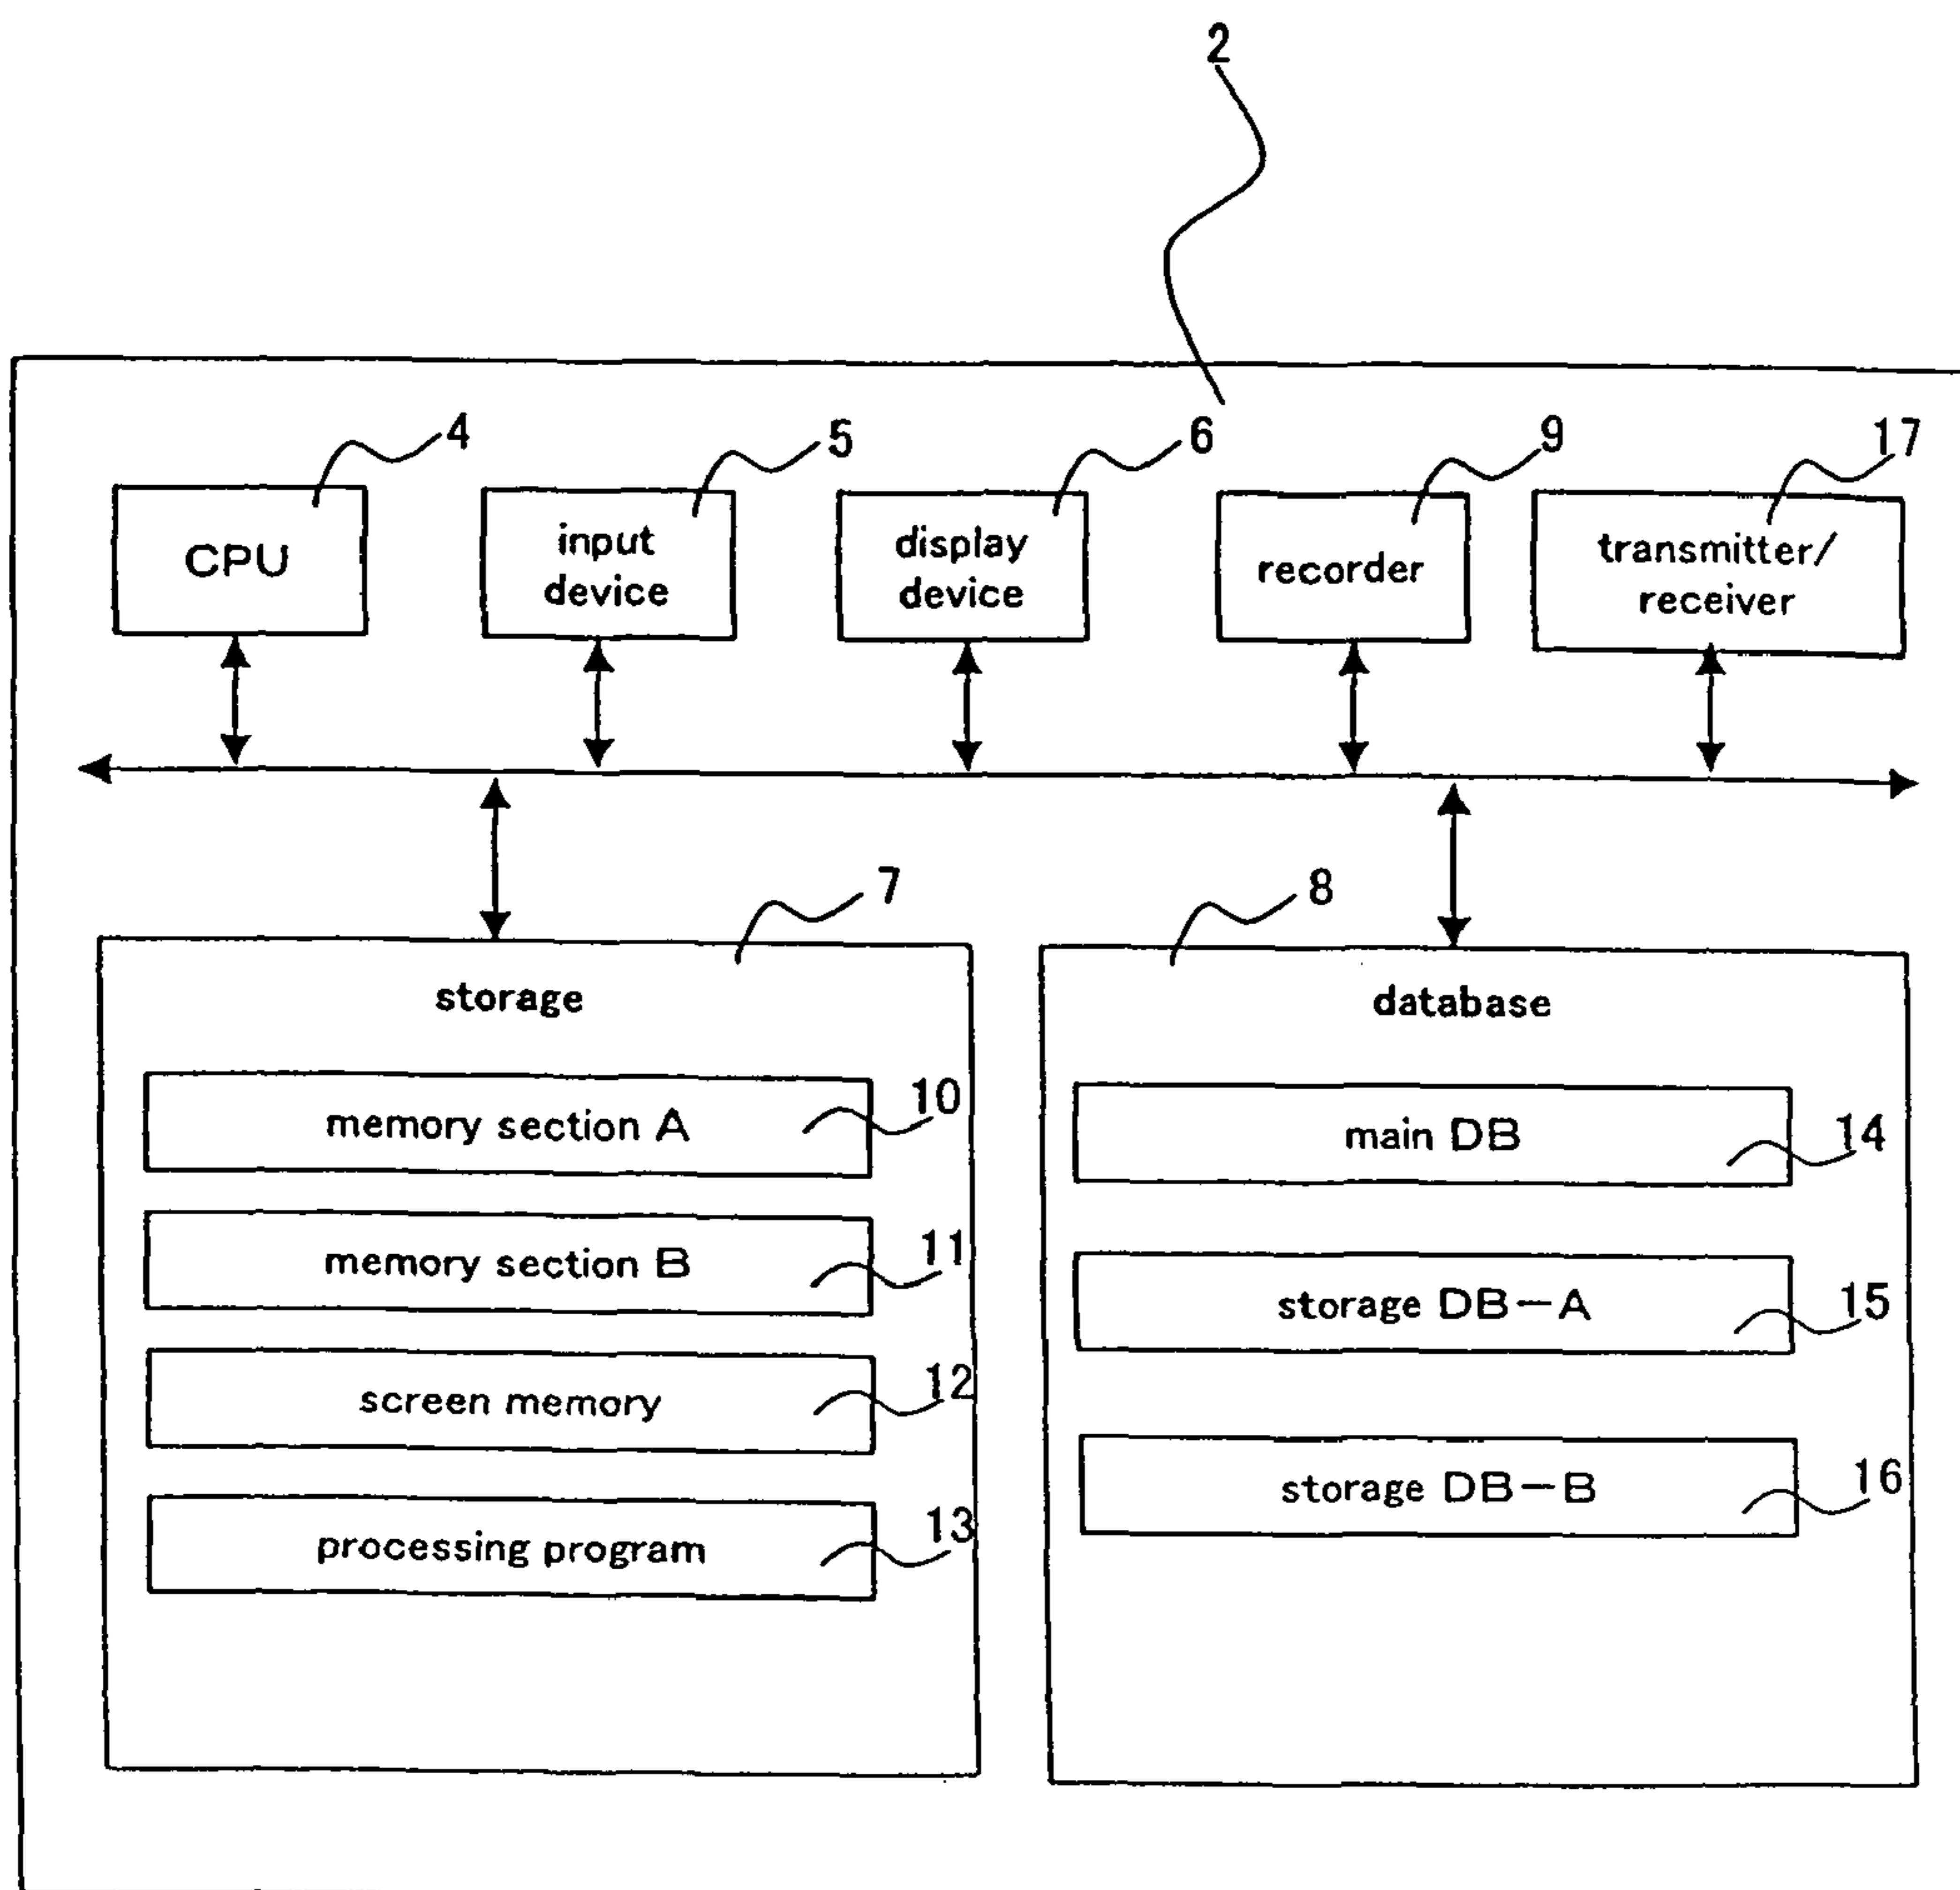 2
4
5
6
9
17
CPU
input
device
display
device
recorder
transmitter/
receiver
7
8
storage
database
memory section A
10
main DB
14
memory section B
11
storage DB-A
15
screen memory
12
storage DB-B
16
processing program
13